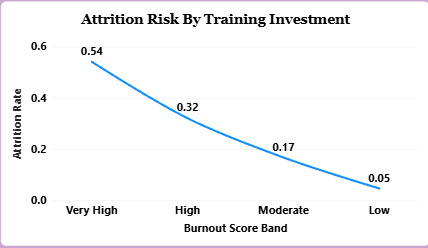 Attrition Risk By Training Investment
0.6
0.54
0.4
0.32
0.2
0.17
0.05
0.0
Attrition Rate
Very High High Moderate Low
Burnout Score Band